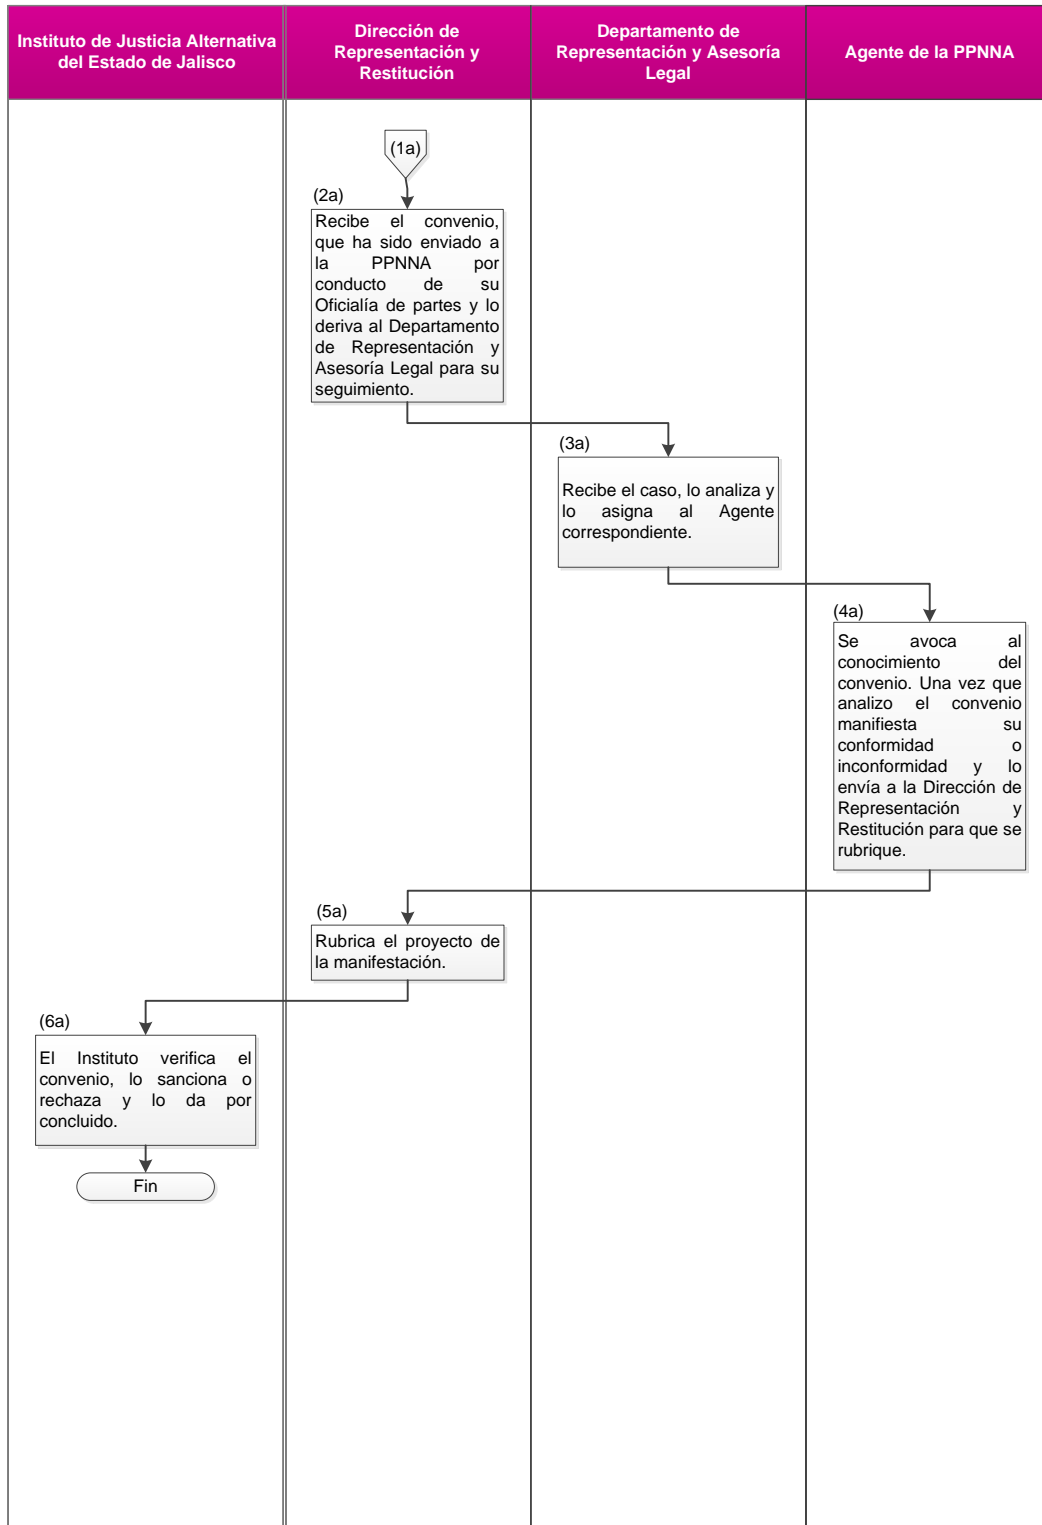 Instituto de Justicia Alternativa
del Estado de Jalisco
Dirección de
Representación y
Restitución
Departamento de
Representación y Asesoría
Legal
Agente de la PPNNA
(1a)
(2a)
Recibe el convenio,
que ha sido enviado a
la PPNNA por
conducto de su
Oficialía de partes y lo
deriva al Departamento
de Representación y
Asesoría Legal para su
seguimiento.
(3a)
Recibe el caso, lo analiza y
lo asigna al Agente
correspondiente.
(4a)
Se avoca al
conocimiento del
convenio. Una vez que
analizo el convenio
manifiesta su
conformidad o
inconformidad y lo
envía a la Dirección de
Representación y
Restitución para que se
rubrique.
(5a)
Rubrica el proyecto de
la manifestación.
(6a)
El Instituto verifica el
convenio, lo sanciona o
rechaza y lo da por
concluido.
Fin